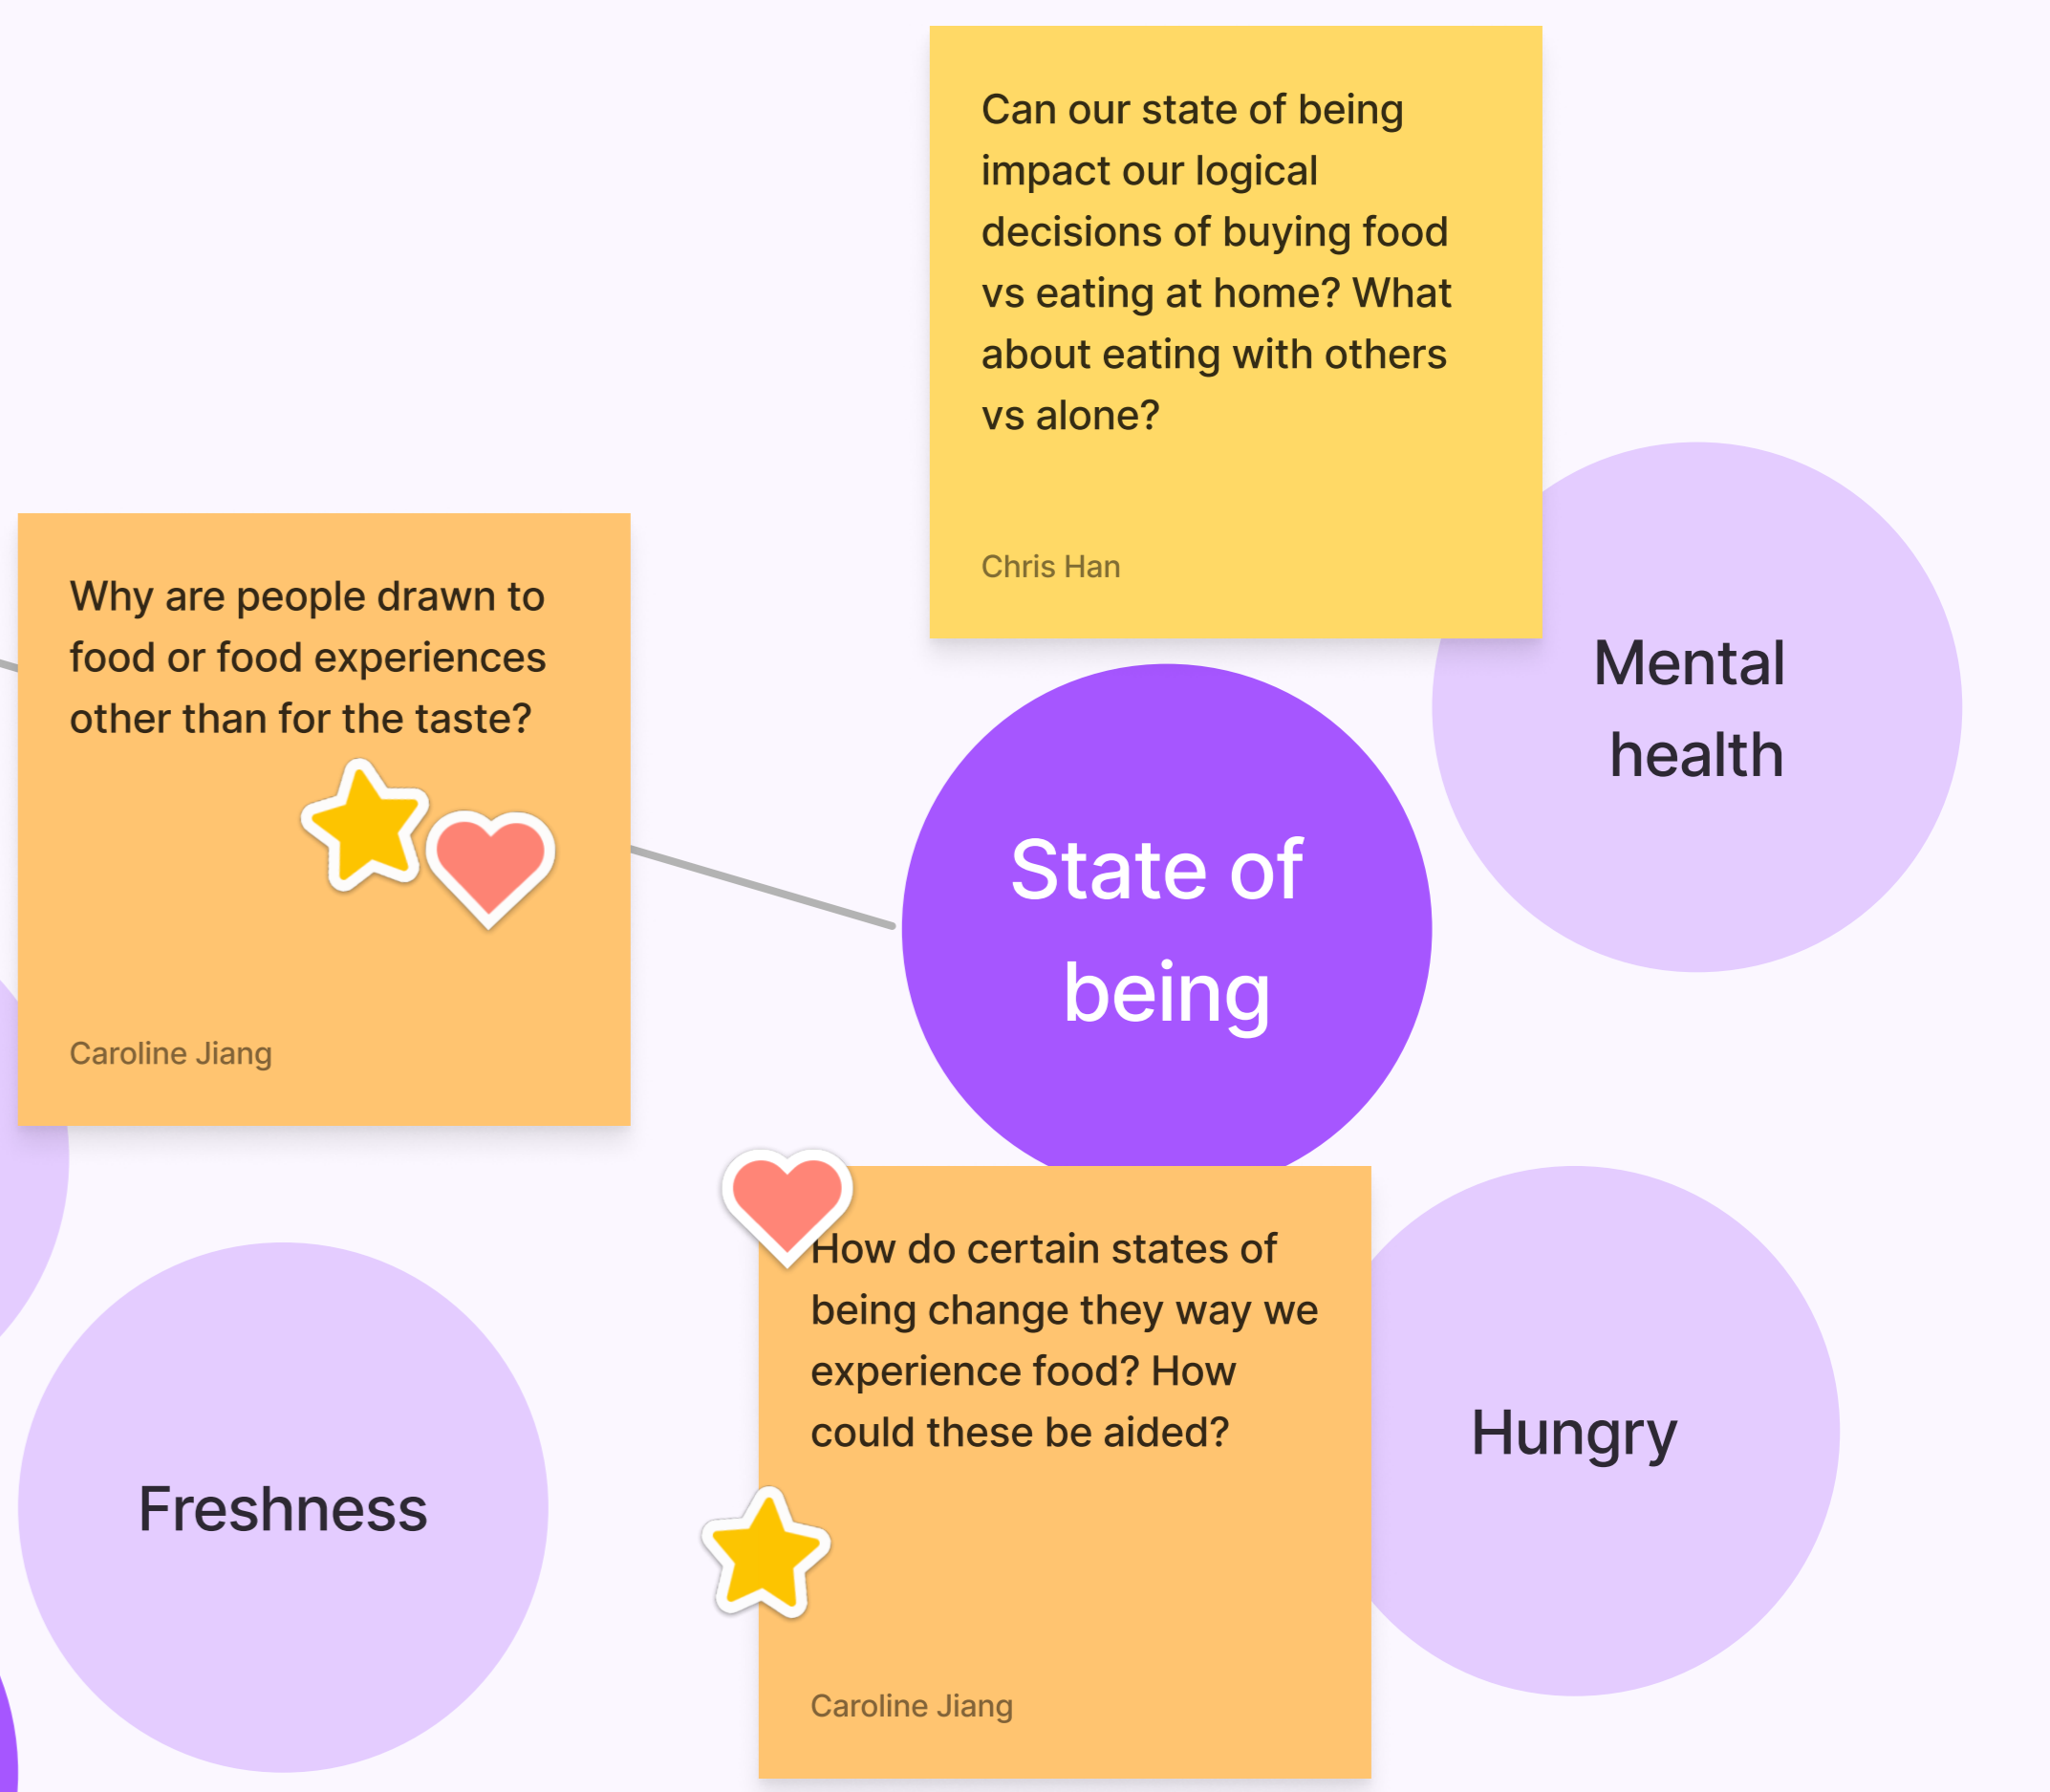 Can our state of being
impact our logical
decisions of buying food
vs eating at home? What
about eating with others
vs alone?
Chris Han
Why are people drawn to
food or food experiences
other than for the taste?
Caroline Jiang
Mental
health
State of
being
How do certain states of
being change they way we
experience food? How
could these be aided?
Caroline Jiang
Hungry
Freshness